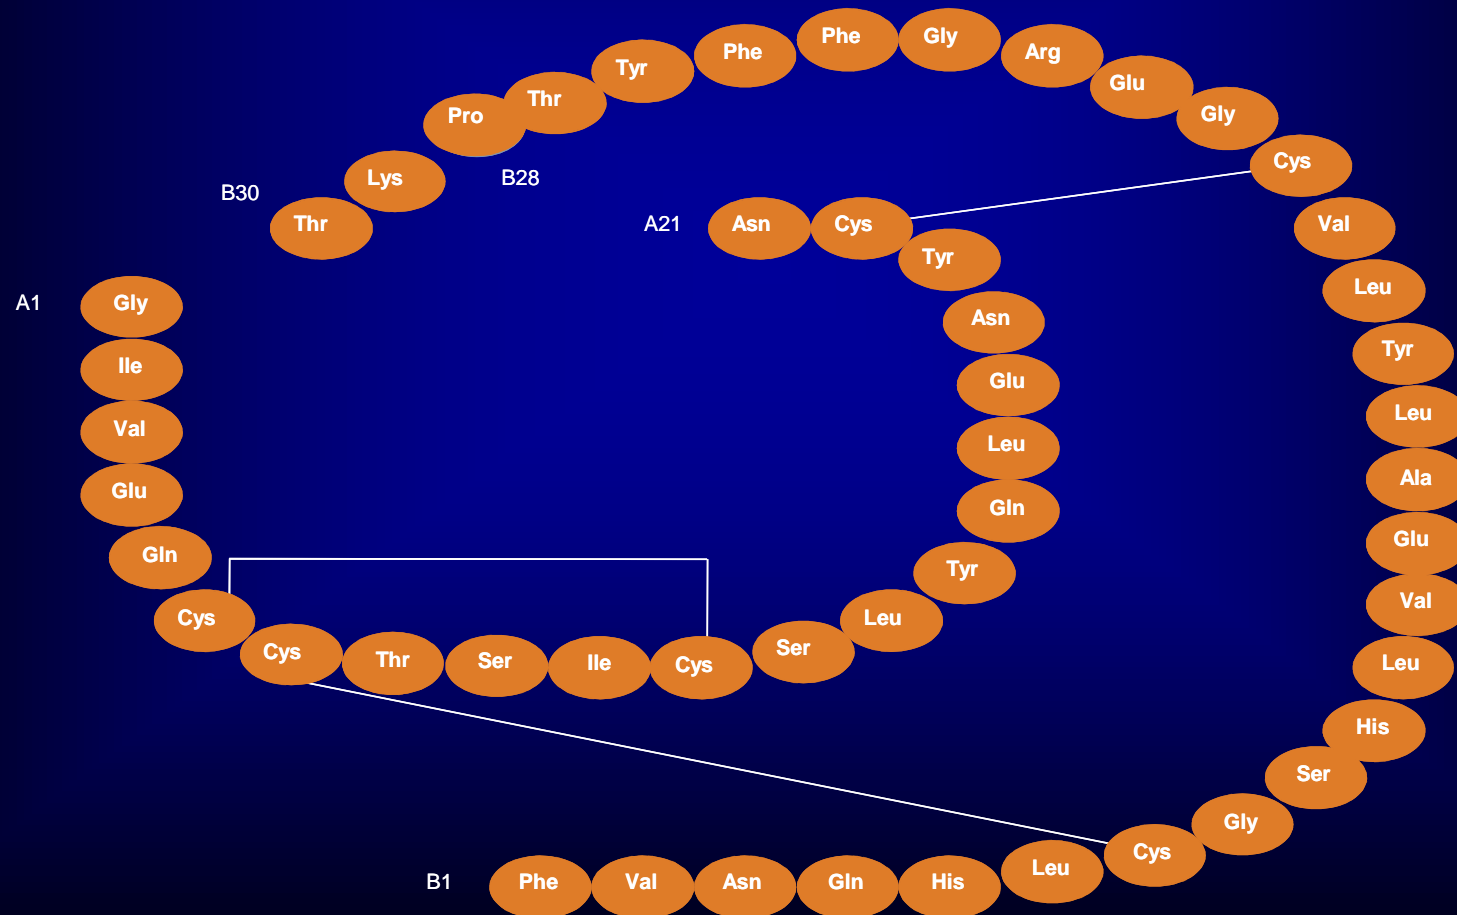 Phe
Phe
Gly
Arg
Glu
Gly
Cys
Val
Leu
Tyr
Leu
Ala
Glu
Val
Leu
His
Ser
Gly
Cys
Leu
His
Gln
Asn
Val
Phe
B1
Tyr
Thr
Pro
B28
Lys
Thr
B30
A1
Gly
Ile
Val
Glu
Gln
Cys
Cys
Thr
Ser
Ile
Cys
Ser
Leu
Tyr
Gln
Leu
Glu
Asn
Tyr
Cys
Asn
A21